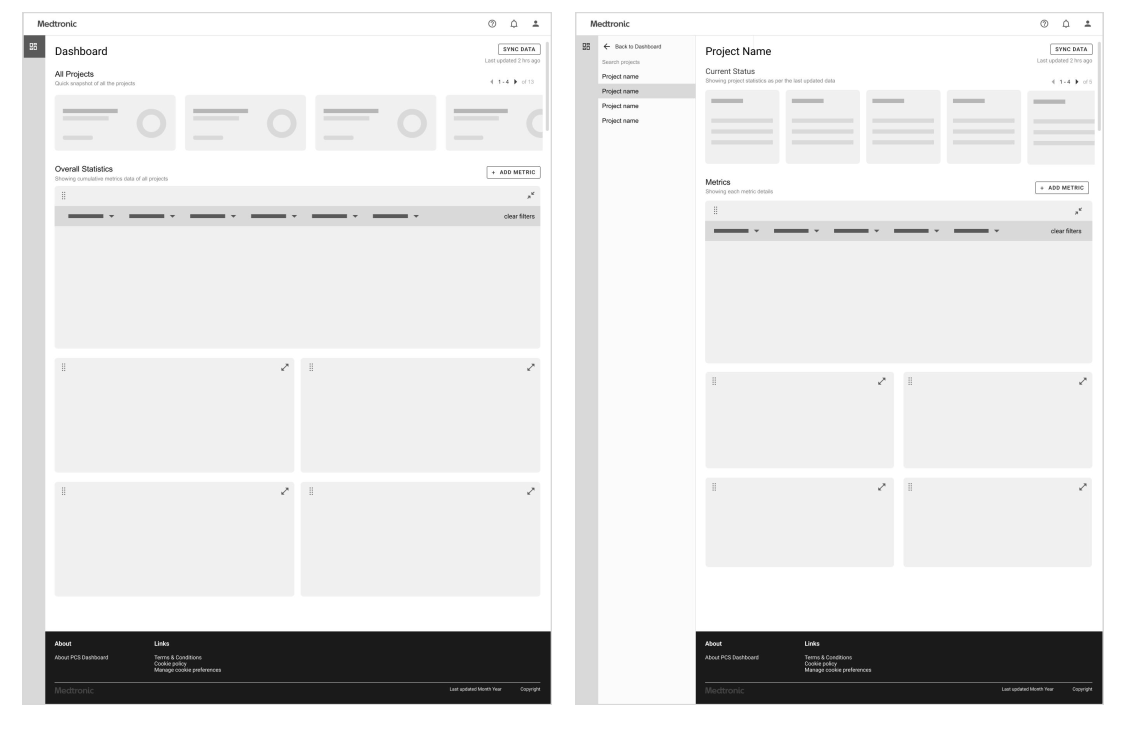 Medtronic
Dashboard
SYNC DATA
Last updated 2 hrs ago
All Projects
Quick snapshot of all the projects
1 - 4 of 13
Overall Statistics
Showing cumulative metrics data of all projects
+ ADD METRIC
clear filters
About
Links
About PCS Dashboard
Terms & Conditions
Cookie policy
Manage cookie preferences
Medtronic
Last updated Month Year
Copyright
Medtronic
Back to Dashboard
Search projects
Project name
Project name
Project name
Project name
Project Name
SYNC DATA
Last updated 2 hrs ago
Current Status
Showing project statistics as per the last updated data
1 - 4 of 6
Metrics
Showing each metric details
+ ADD METRIC
clear filters
About
Links
About PCS Dashboard
Terms & Conditions
Cookie policy
Manage cookie preferences
Medtronic
Last updated Month Year
Copyright